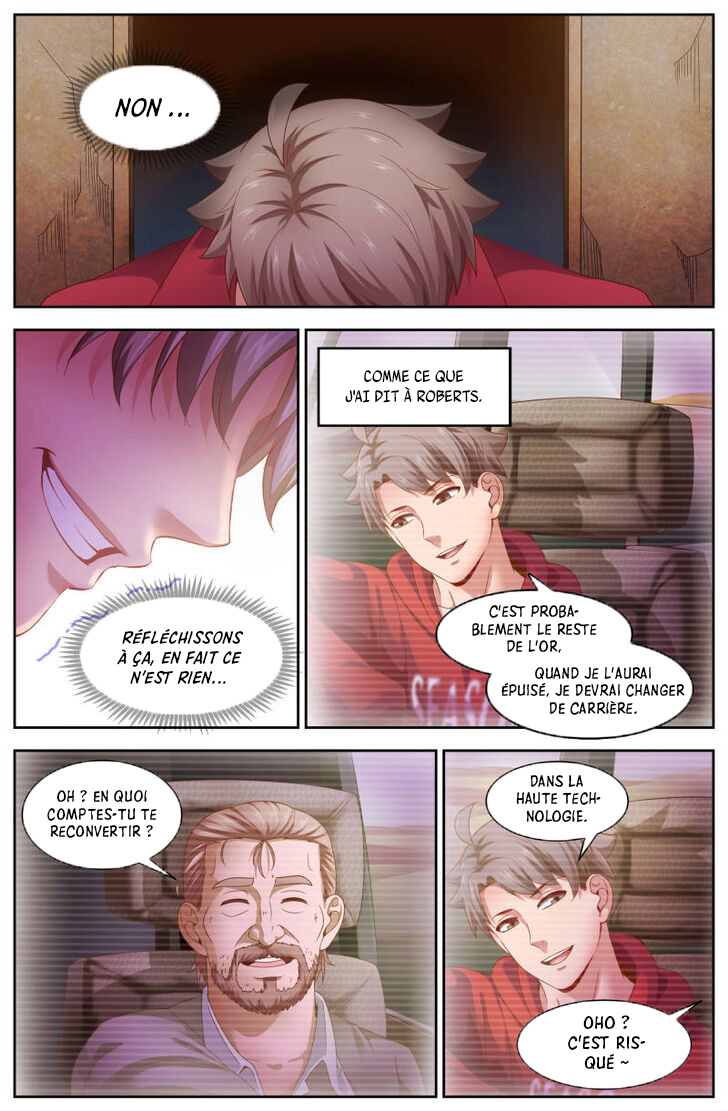 NON ...
COMME CE QUE
J'AI DIT À ROBERTS.
RÉFLÉCHISSONS
À ÇA, EN FAIT CE
N'EST RIEN...
C'EST PROBA-
BLEMENT LE RESTE
DE L'OR,
QUAND JE L'AURAI
ÉPUISÉ, JE DEVRAI CHANGER
DE CARRIÈRE.
OH ? EN QUOI
COMPTES-TU TE
RECONVERTIR ?
DANS LA
HAUTE TECH-
NOLOGIE.
OHO ?
C'EST RIS-
QUÉ ~